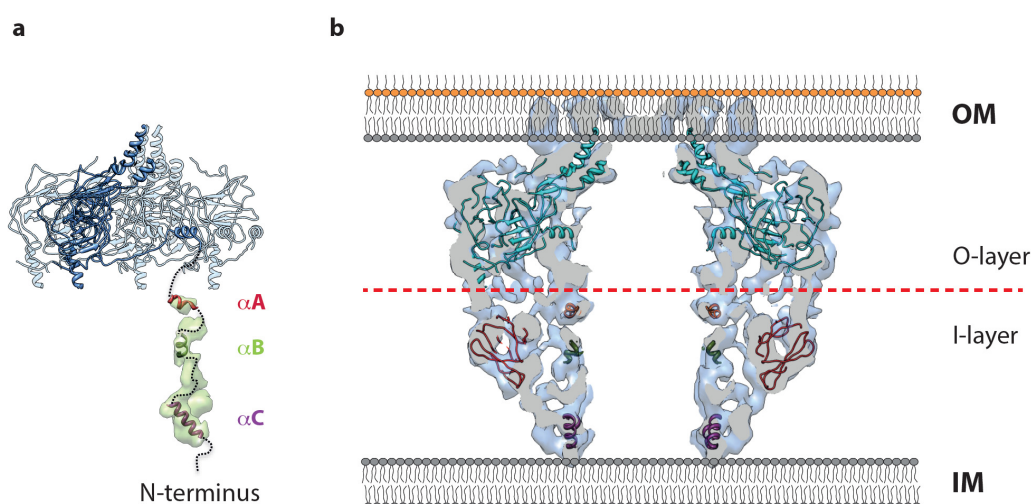 a
b
OM
O-layer
αA
I-layer
αB
αC
IM
N-terminus